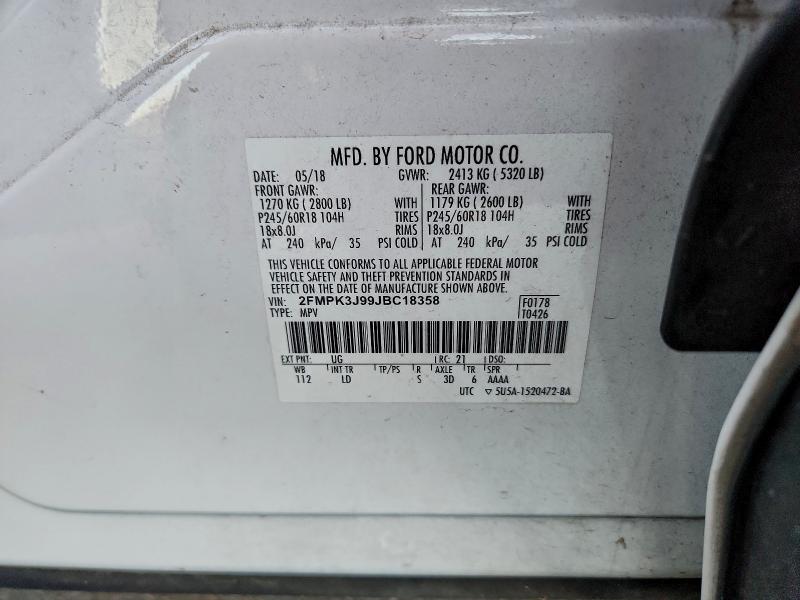 MFD. BY FORD MOTOR CO.
DATE: 05/18 GVWR: 2413 KG ( 5320 LB)
FRONT GAWR: REAR GAWR:
1270 KG ( 2800 LB) WITH 1179 KG ( 2600 LB) WITH
P245/60R18 104H TIRES P245/60R18 104H TIRES
18x8.0J RIMS 18x8.0J RIMS
AT 240 kPa/ 35 PSI COLD AT 240 kPa/ 35 PSI COLD
THIS VEHICLE CONFORMS TO ALL APPLICABLE FEDERAL MOTOR
VEHICLE SAFETY AND THEFT PREVENTION STANDARDS IN
EFFECT ON THE DATE OF MANUFACTURE SHOWN ABOVE.
VIN: 2FMPK3J99JBC18358 F0178
TYPE: MPV T0426
EXT PNT: UG RC: 21 DSO:
WB INT TR TP/PS R AXLE TR SPR
112 LD S 3D 6 AAAA
UTC ▽ 5U5A-1520472-BA